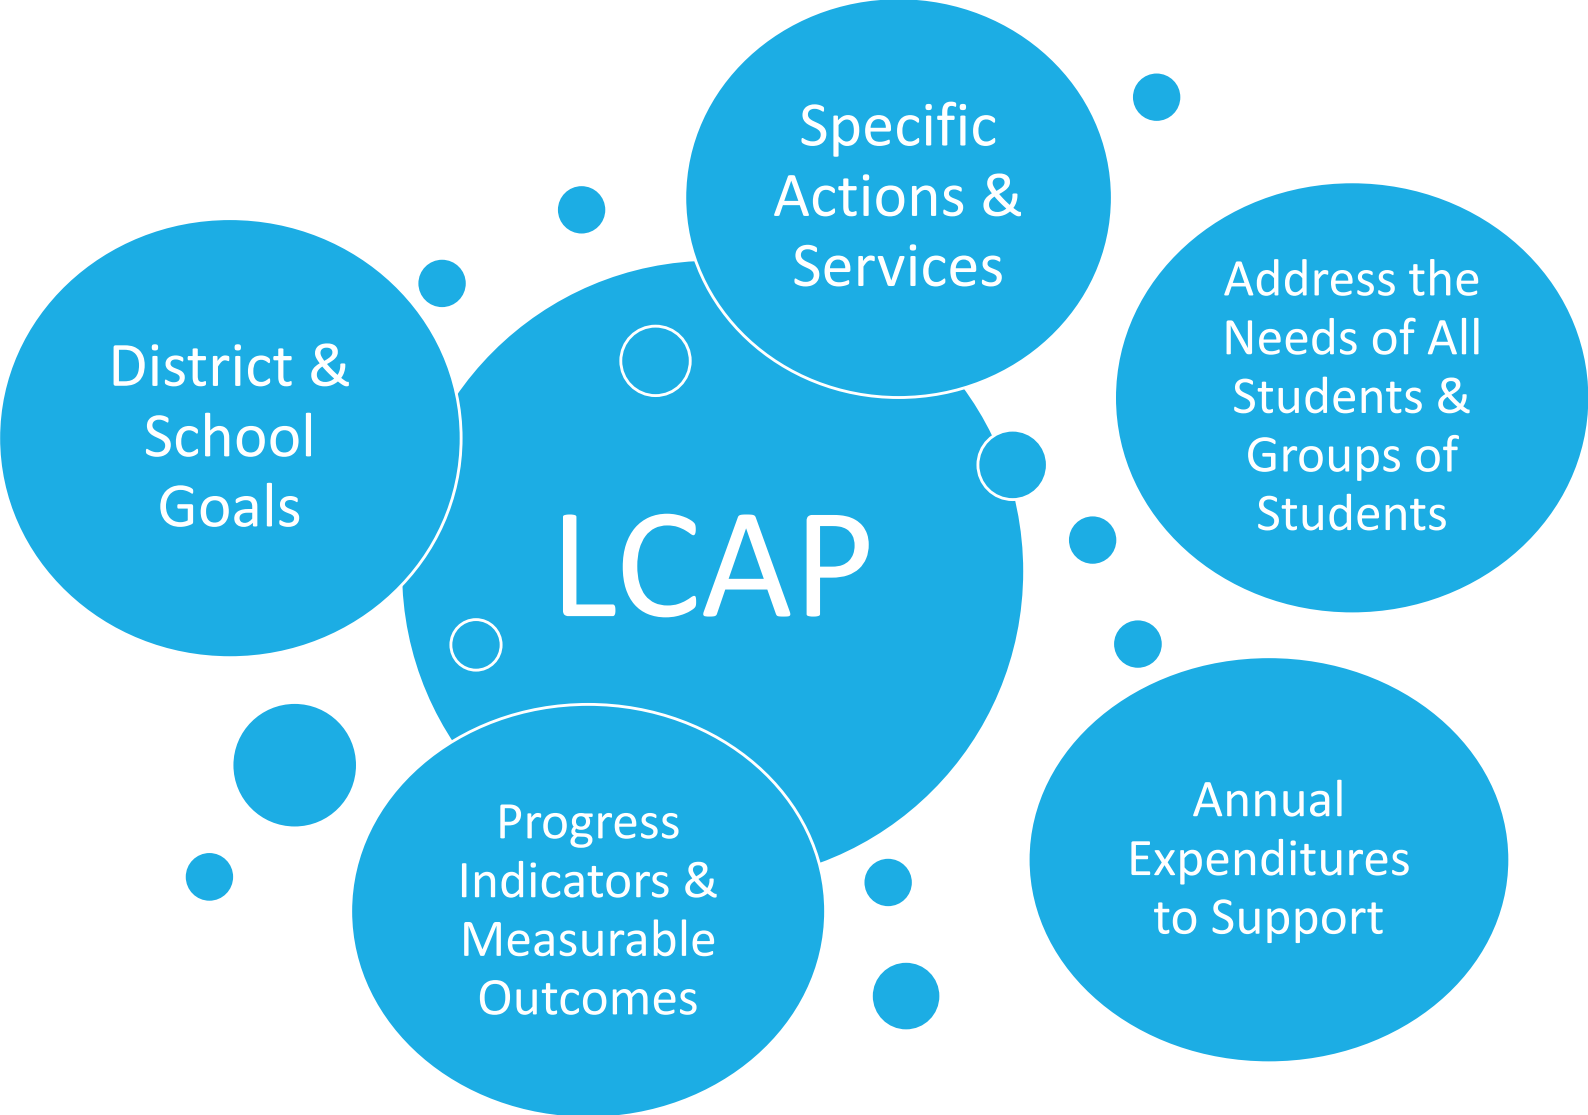 Specific
Actions &
Services
Address the
Needs of All
Students &
Groups of
Students
District &
School
Goals
LCAP
Progress
Indicators &
Measurable
Outcomes
Annual
Expenditures
to Support